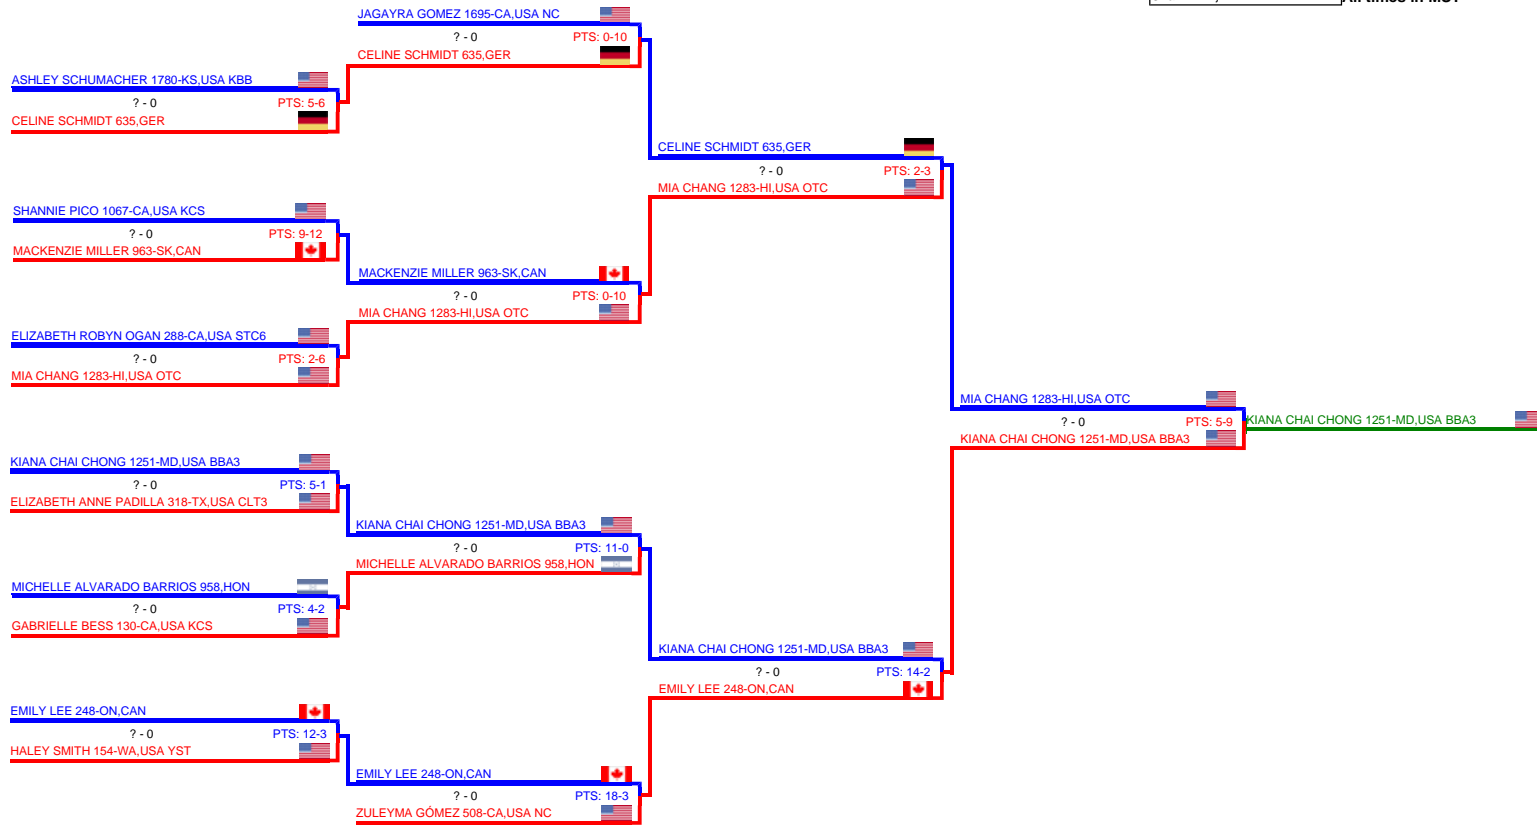 JAGAYRA GOMEZ 1695-CA,USA NC
? - 0 PTS: 0-10
CELINE SCHMIDT 635,GER
ASHLEY SCHUMACHER 1780-KS,USA KBB
? - 0 PTS: 5-6
CELINE SCHMIDT 635,GER
CELINE SCHMIDT 635,GER
? - 0 PTS: 2-3
MIA CHANG 1283-HI,USA OTC
SHANNIE PICO 1067-CA,USA KCS
? - 0 PTS: 9-12
MACKENZIE MILLER 963-SK,CAN
MACKENZIE MILLER 963-SK,CAN
? - 0 PTS: 0-10
MIA CHANG 1283-HI,USA OTC
ELIZABETH ROBYN OGAN 288-CA,USA STC6
? - 0 PTS: 2-6
MIA CHANG 1283-HI,USA OTC
MIA CHANG 1283-HI,USA OTC
? - 0 PTS: 5-9
KIANA CHAI CHONG 1251-MD,USA BBA3
KIANA CHAI CHONG 1251-MD,USA BBA3
KIANA CHAI CHONG 1251-MD,USA BBA3
? - 0 PTS: 5-1
ELIZABETH ANNE PADILLA 318-TX,USA CLT3
KIANA CHAI CHONG 1251-MD,USA BBA3
? - 0 PTS: 11-0
MICHELLE ALVARADO BARRIOS 958,HON
MICHELLE ALVARADO BARRIOS 958,HON
? - 0 PTS: 4-2
GABRIELLE BESS 130-CA,USA KCS
KIANA CHAI CHONG 1251-MD,USA BBA3
? - 0 PTS: 14-2
EMILY LEE 248-ON,CAN
EMILY LEE 248-ON,CAN
? - 0 PTS: 12-3
HALEY SMITH 154-WA,USA YST
EMILY LEE 248-ON,CAN
? - 0 PTS: 18-3
ZULEYMA GÓMEZ 508-CA,USA NC